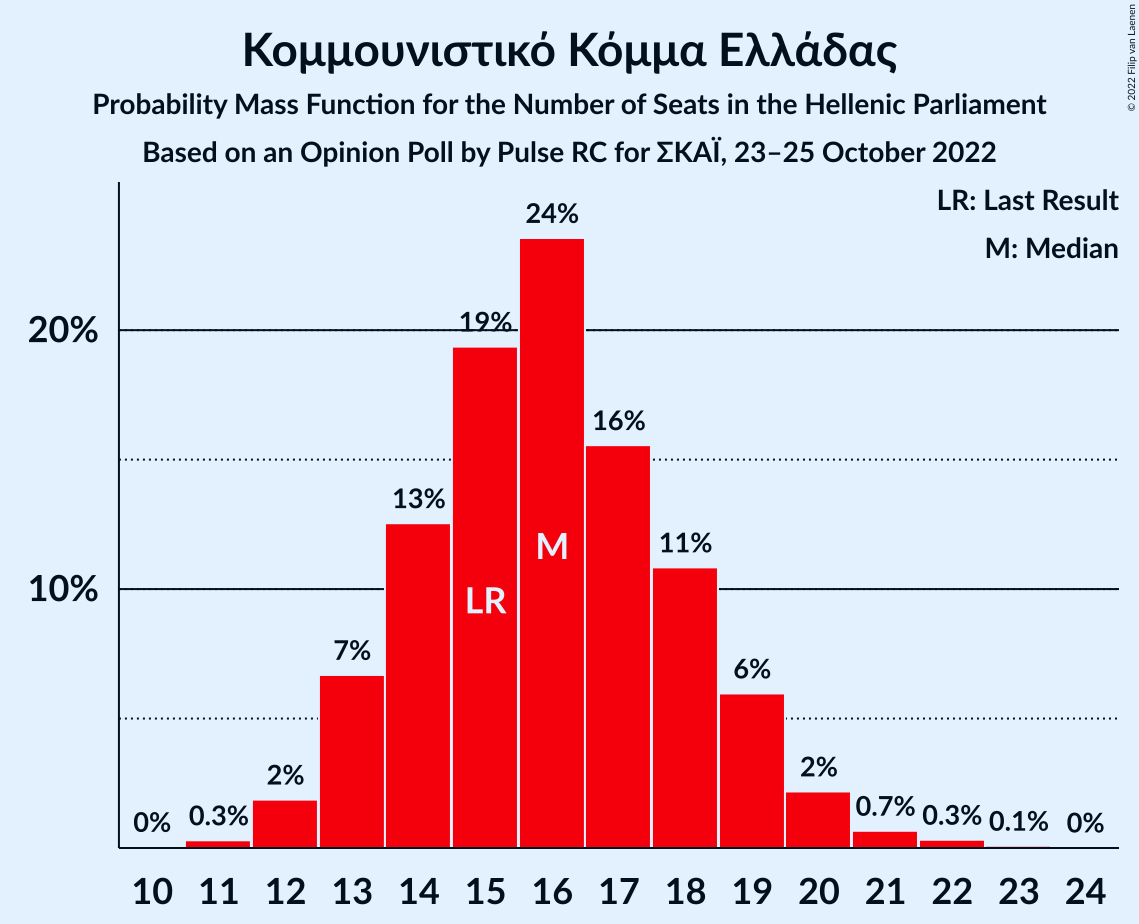 Κομμουνιστικό Κόμμα Ελλάδας
Probability Mass Function for the Number of Seats in the Hellenic Parliament
Based on an Opinion Poll by Pulse RC for ΣΚΑΪ, 23–25 October 2022
© 2022 Filip van Laenen
LR: Last Result
M: Median
20%
10%
0%
0.3%
2%
7%
13%
19%
24%
16%
11%
6%
2%
0.7%
0.3%
0.1%
0%
LR
M
10 11 12 13 14 15 16 17 18 19 20 21 22 23 24